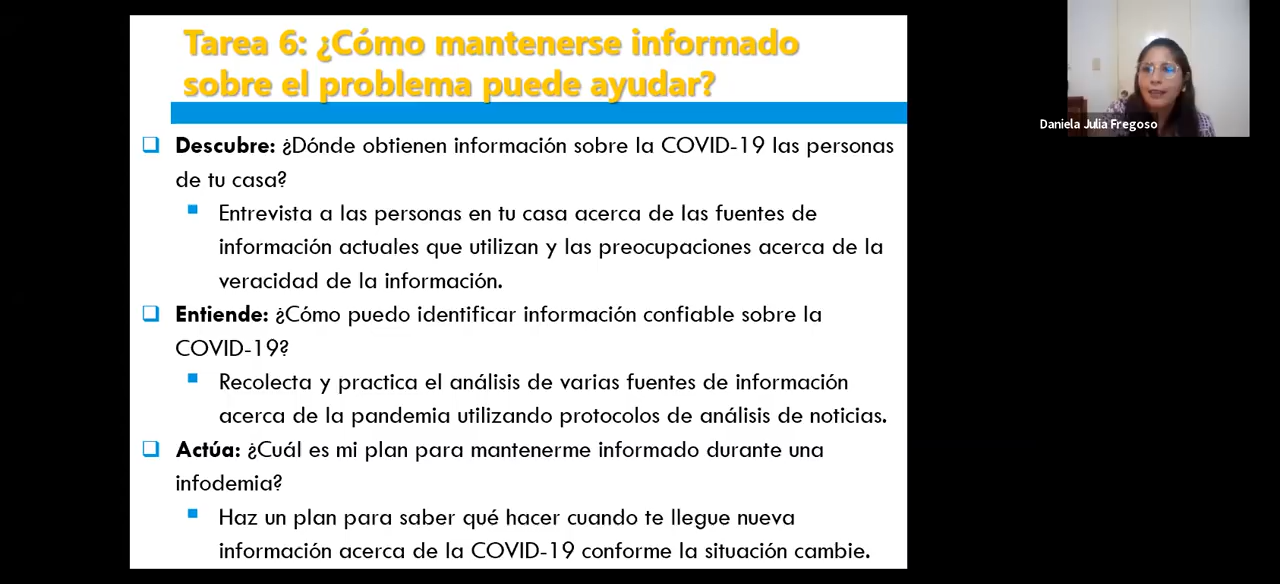 Tarea 6: ¿Cómo mantenerse informado
sobre el problema puede ayudar?
Descubre: ¿Dónde obtienen información sobre la COVID-19 las personas
de tu casa?
Entrevista a las personas en tu casa acerca de las fuentes de
información actuales que utilizan y las preocupaciones acerca de la
veracidad de la información.
Entiende: ¿Cómo puedo identificar información confiable sobre la
COVID-19?
Recolecta y practica el análisis de varias fuentes de información
acerca de la pandemia utilizando protocolos de análisis de noticias.
Actúa: ¿Cuál es mi plan para mantenerme informado durante una
infodemia?
Haz un plan para saber qué hacer cuando te llegue nueva
información acerca de la COVID-19 conforme la situación cambie.
Daniela Julia Fregoso